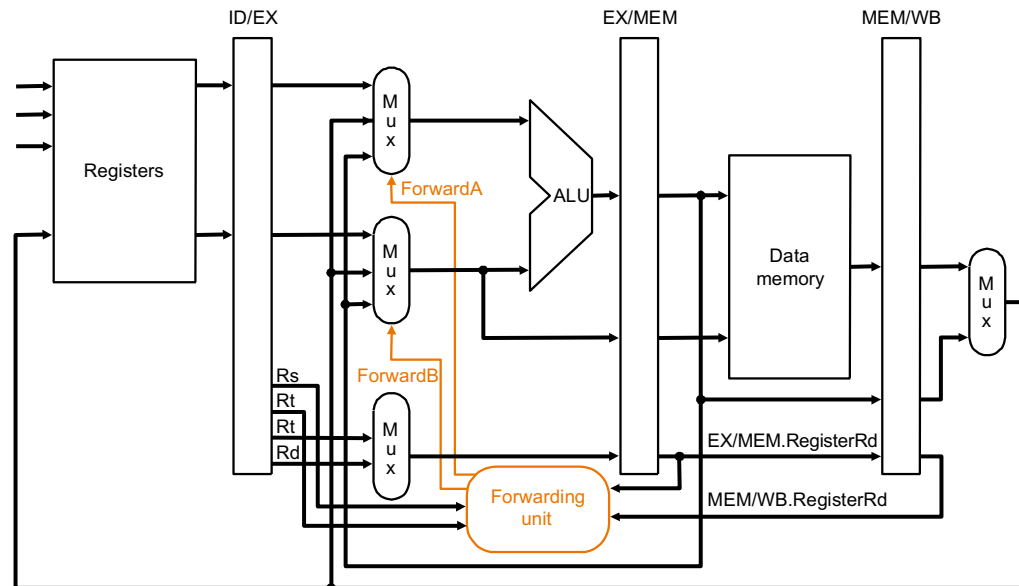 ID/EX
EX/MEM
MEM/WB
Registers
M
u
x
ForwardA
ALU
M
u
x
Data
memory
M
u
x
ForwardB
Rs
Rt
Rt
Rd
M
u
x
EX/MEM.RegisterRd
Forwarding
unit
MEM/WB.RegisterRd